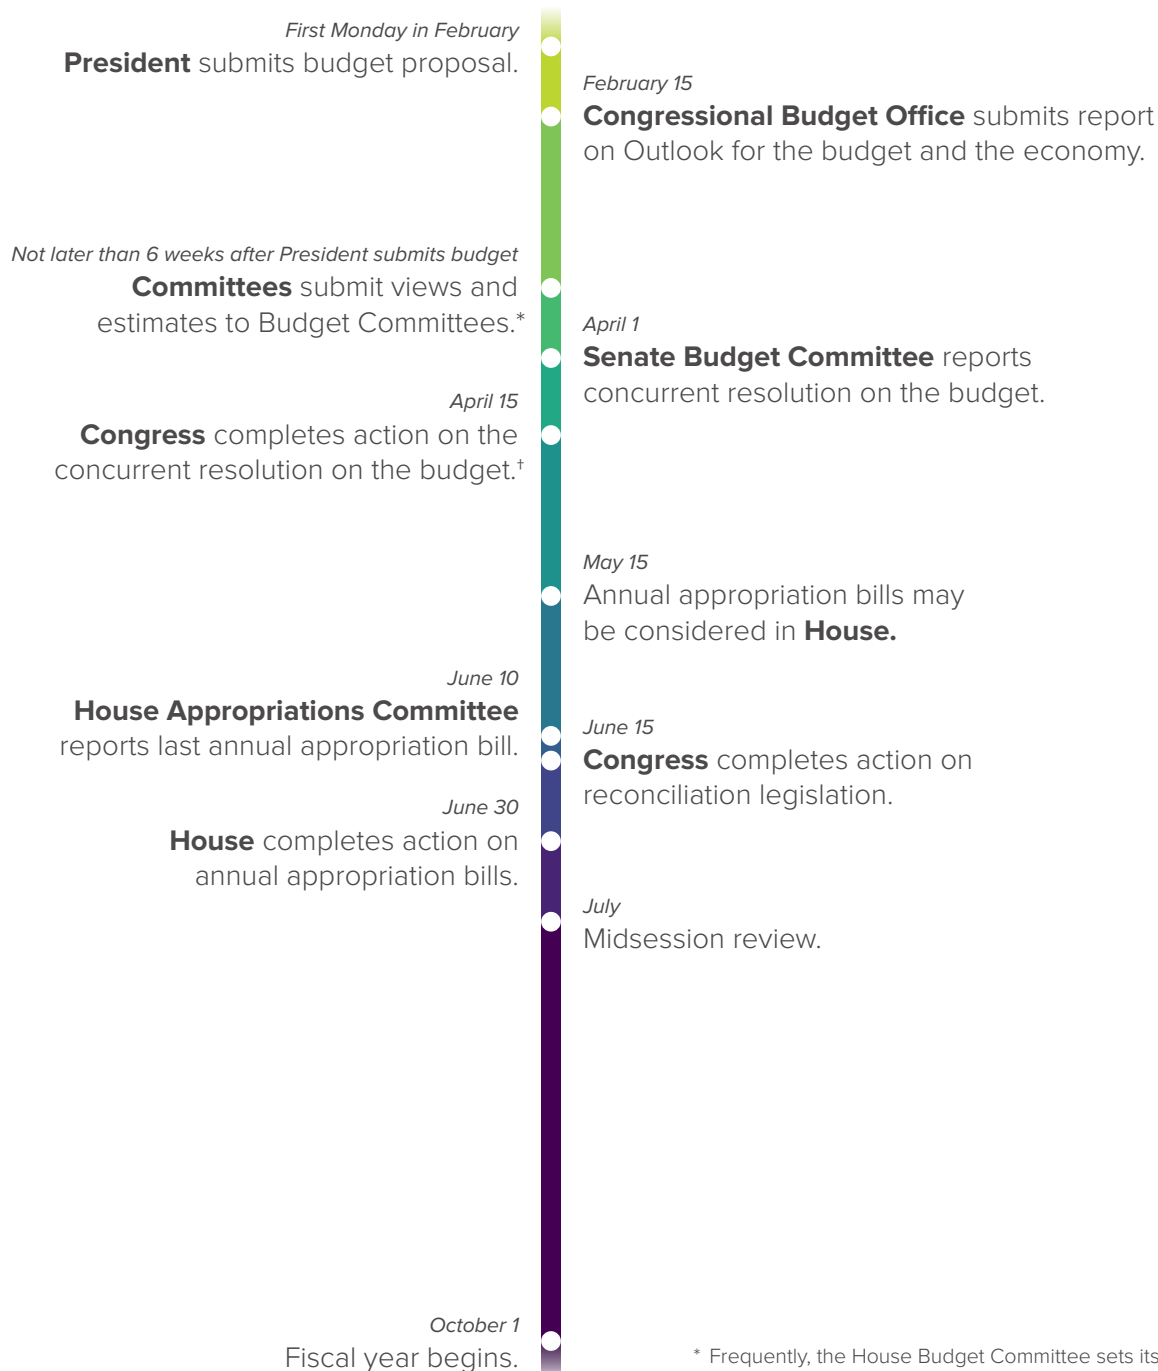 First Monday in February
President submits budget proposal.
February 15
Congressional Budget Office submits report
on Outlook for the budget and the economy.
Not later than 6 weeks after President submits budget
Committees submit views and
estimates to Budget Committees.*
April 1
Senate Budget Committee reports
concurrent resolution on the budget.
April 15
Congress completes action on the
concurrent resolution on the budget.†
May 15
Annual appropriation bills may
be considered in House.
June 10
House Appropriations Committee
reports last annual appropriation bill.
June 15
Congress completes action on
reconciliation legislation.
June 30
House completes action on
annual appropriation bills.
July
Midsession review.
October 1
Fiscal year begins.
* Frequently, the House Budget Committee sets its